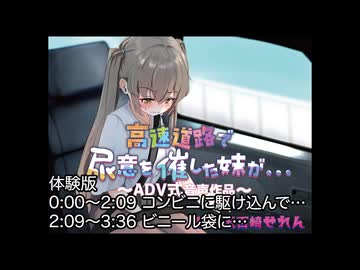 高速道路で
尿意を催した妹が…
～ADV式音声作品～
石崎せれん
体験版
0:00～2:09 コンビニに駆け込んで…
2:09～3:36 ビニール袋に…